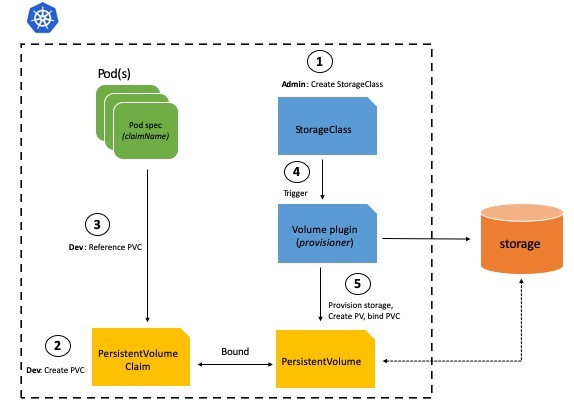 Pod(s)
Pod spec
(claimName)
1
Admin: Create StorageClass
StorageClass
4
Trigger
Volume plugin
(provisioner)
storage
3
Dev: Reference PVC
5
Provision storage,
Create PV, bind PVC
2
Dev: Create PVC
PersistentVolume
Claim
Bound
PersistentVolume